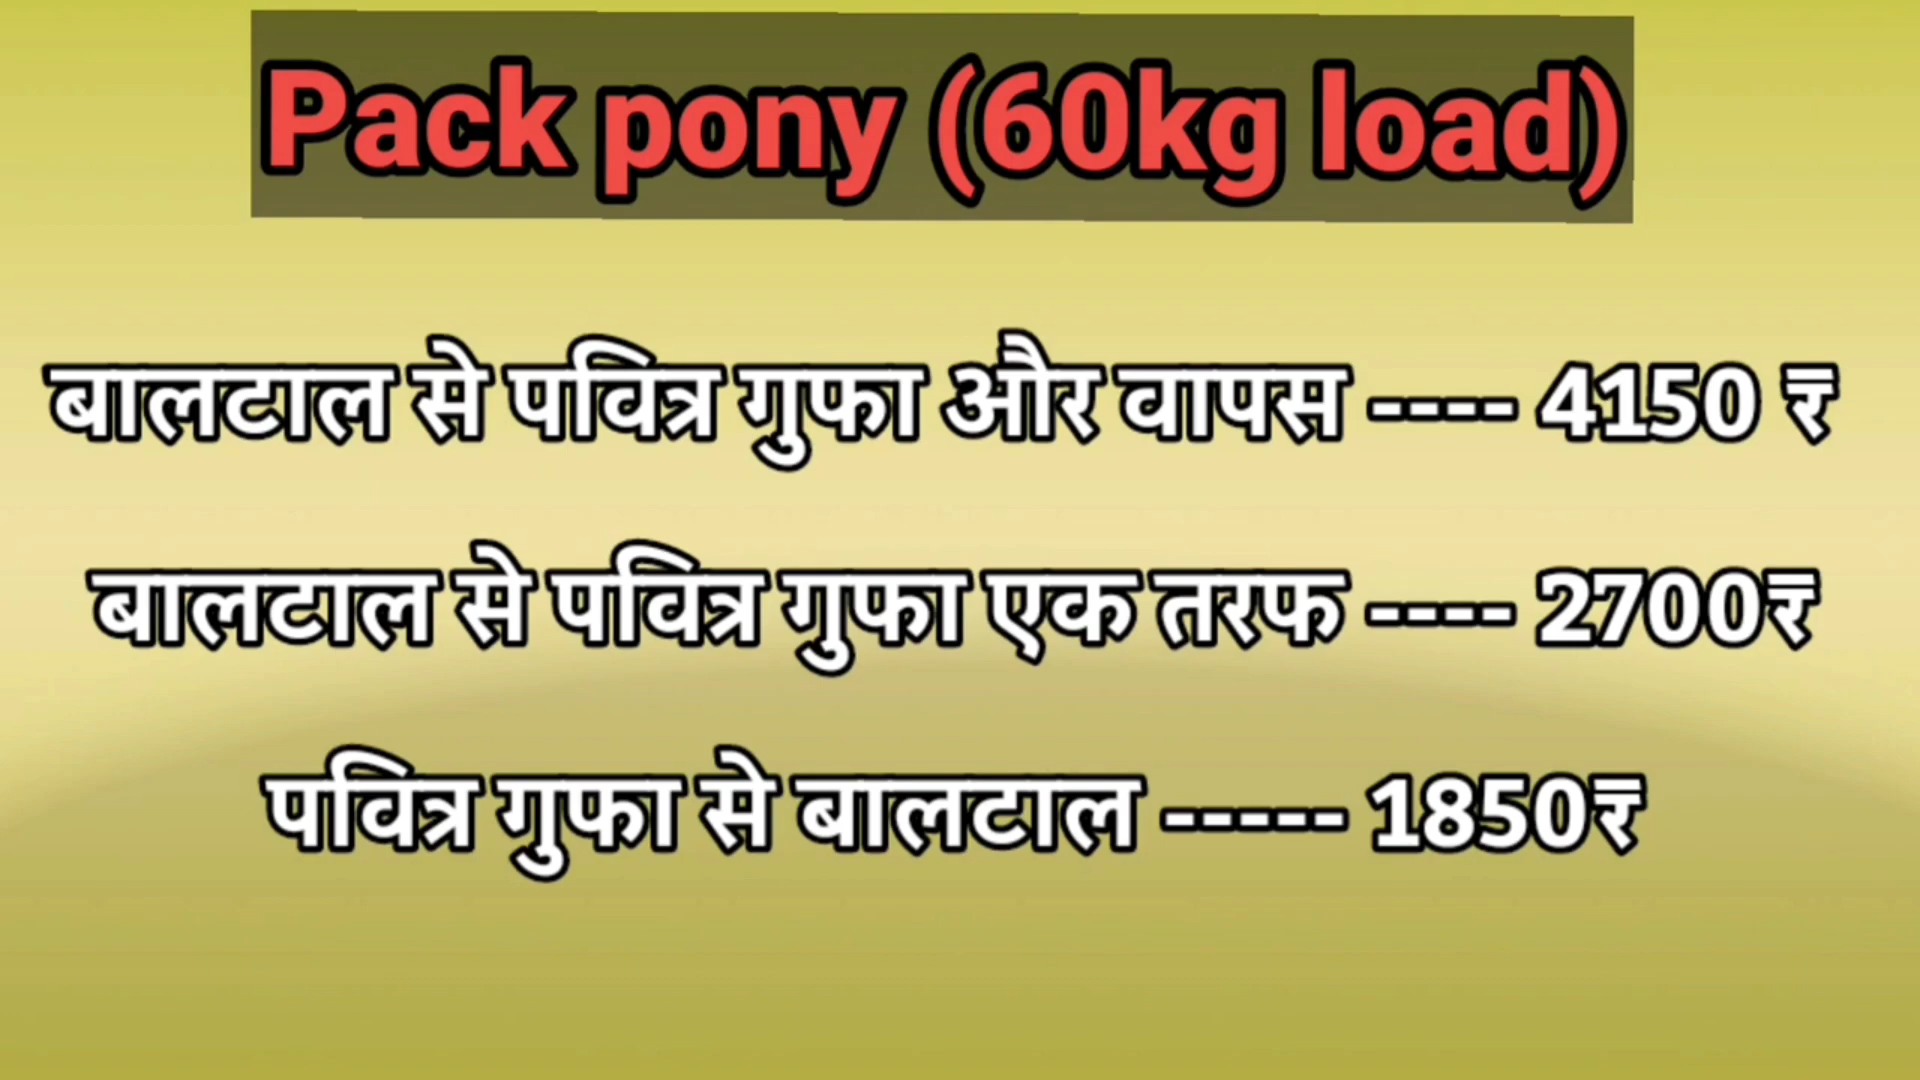 Pack pony (60kg load)
बालटाल से पवित्र गुफा और वापस ---- 4150 ₹
बालटाल से पवित्र गुफा एक तरफ ---- 2700₹
पवित्र गुफा से बालटाल ----- 1850₹